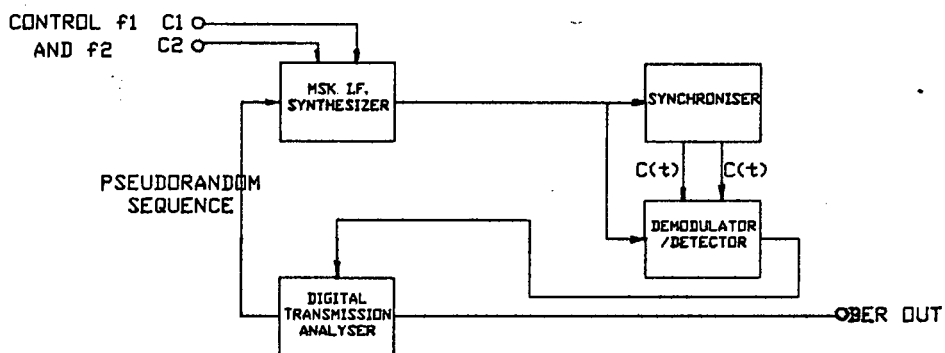 CONTROL f1 C1
AND f2 C2
MSK I.F.
SYNTHESIZER
SYNCHRONISER
C(t) C(t)
PSEUDORANDOM
SEQUENCE
DEMODULATOR
/DETECTOR
DIGITAL
TRANSMISSION
ANALYSER
BER OUT